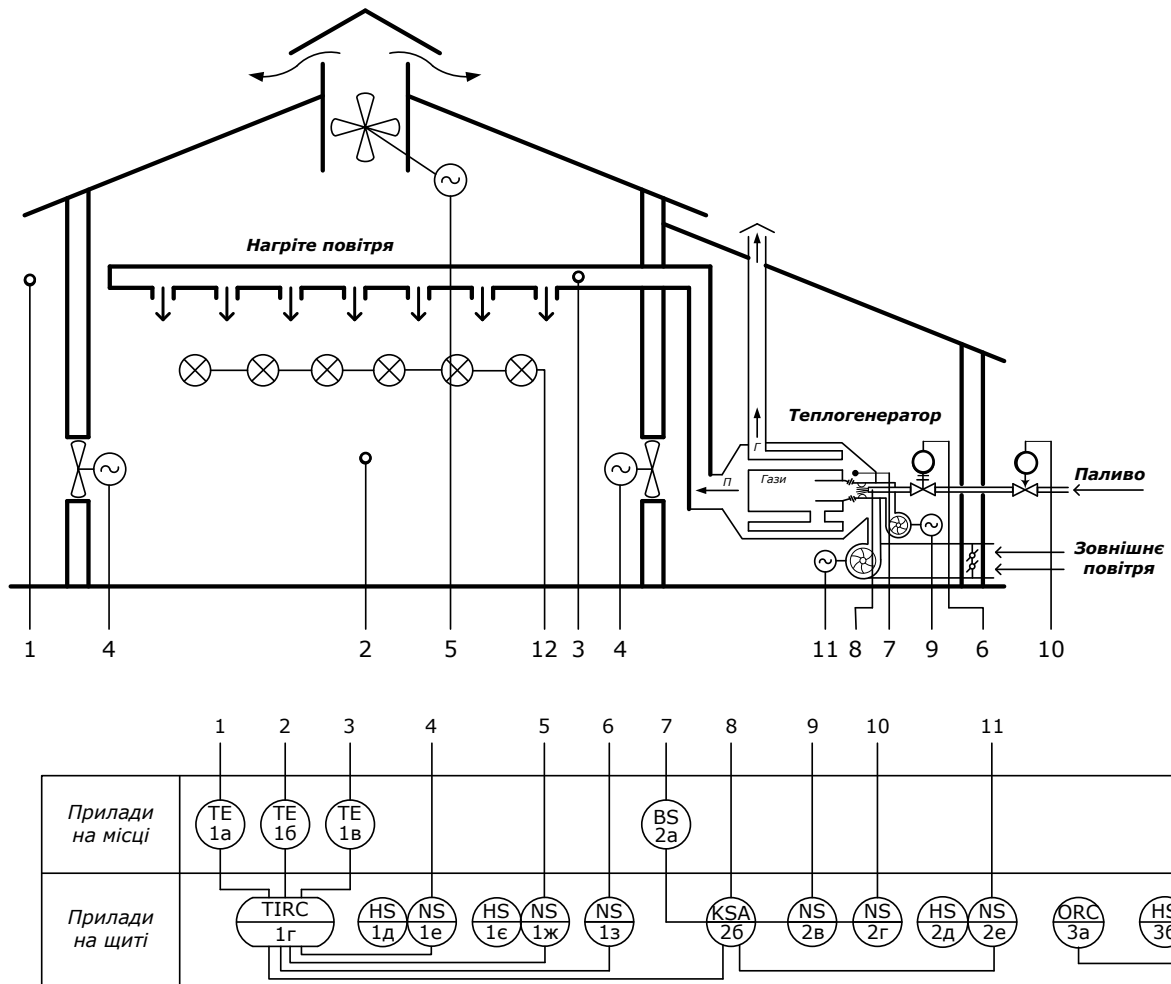 Нагріте повітря
Теплогенератор
Г
П
Гази
Паливо
Зовнішнє
повітря
1 4 2 5 12 3 4 11 8 7 9 6 10
1 2 3 4 5 6 7 8 9 10 11
Прилади
на місці
TE
1а
TE
1б
TE
1в
BS
2а
Прилади
на щиті
TIRC
1г
HS
1д
NS
1е
HS
1є
NS
1ж
NS
1з
KSA
2б
NS
2в
NS
2г
HS
2д
NS
2е
ORC
3а
HS
3б